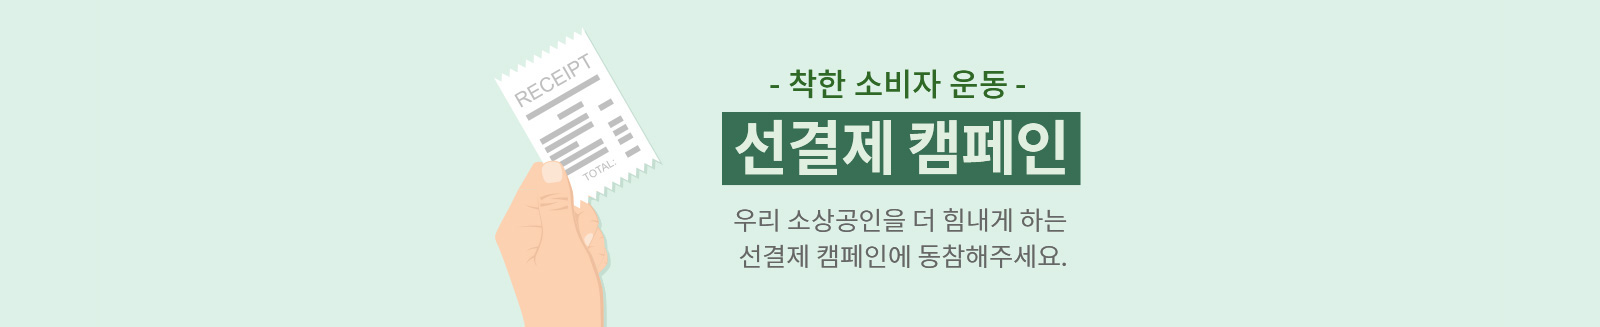 RECEIPT
TOTAL:
- 착한 소비자 운동 -
선결제 캠페인
우리 소상공인을 더 힘내게 하는
선결제 캠페인에 동참해주세요.